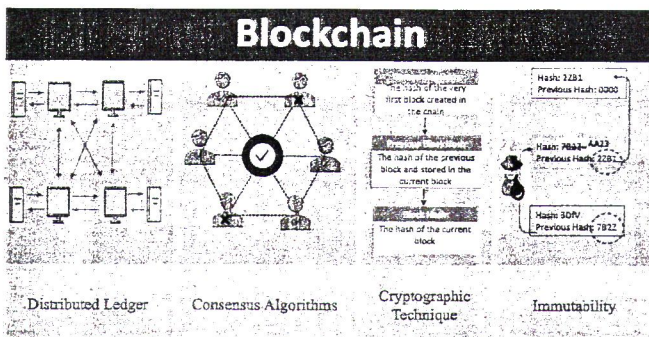 Blockchain
The hash of the very
first block created in
the chain
The hash of the previous
block and stored in the
current block
The hash of the current
block
Hash: 2ZB1
Previous Hash: 0000
Hash: 7B22 AA23
Previous Hash: 2ZB1
Hash: 3DfV
Previous Hash: 7B2Z
Distributed Ledger
Consensus Algorithms
Cryptographic
Technique
Immutability